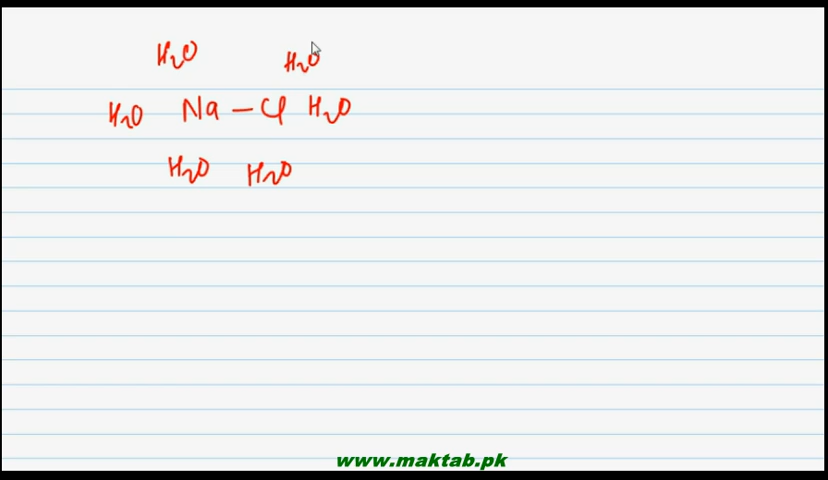 H₂O H₂O
H₂O Na – Cl H₂O
H₂O H₂O
www.maktab.pk